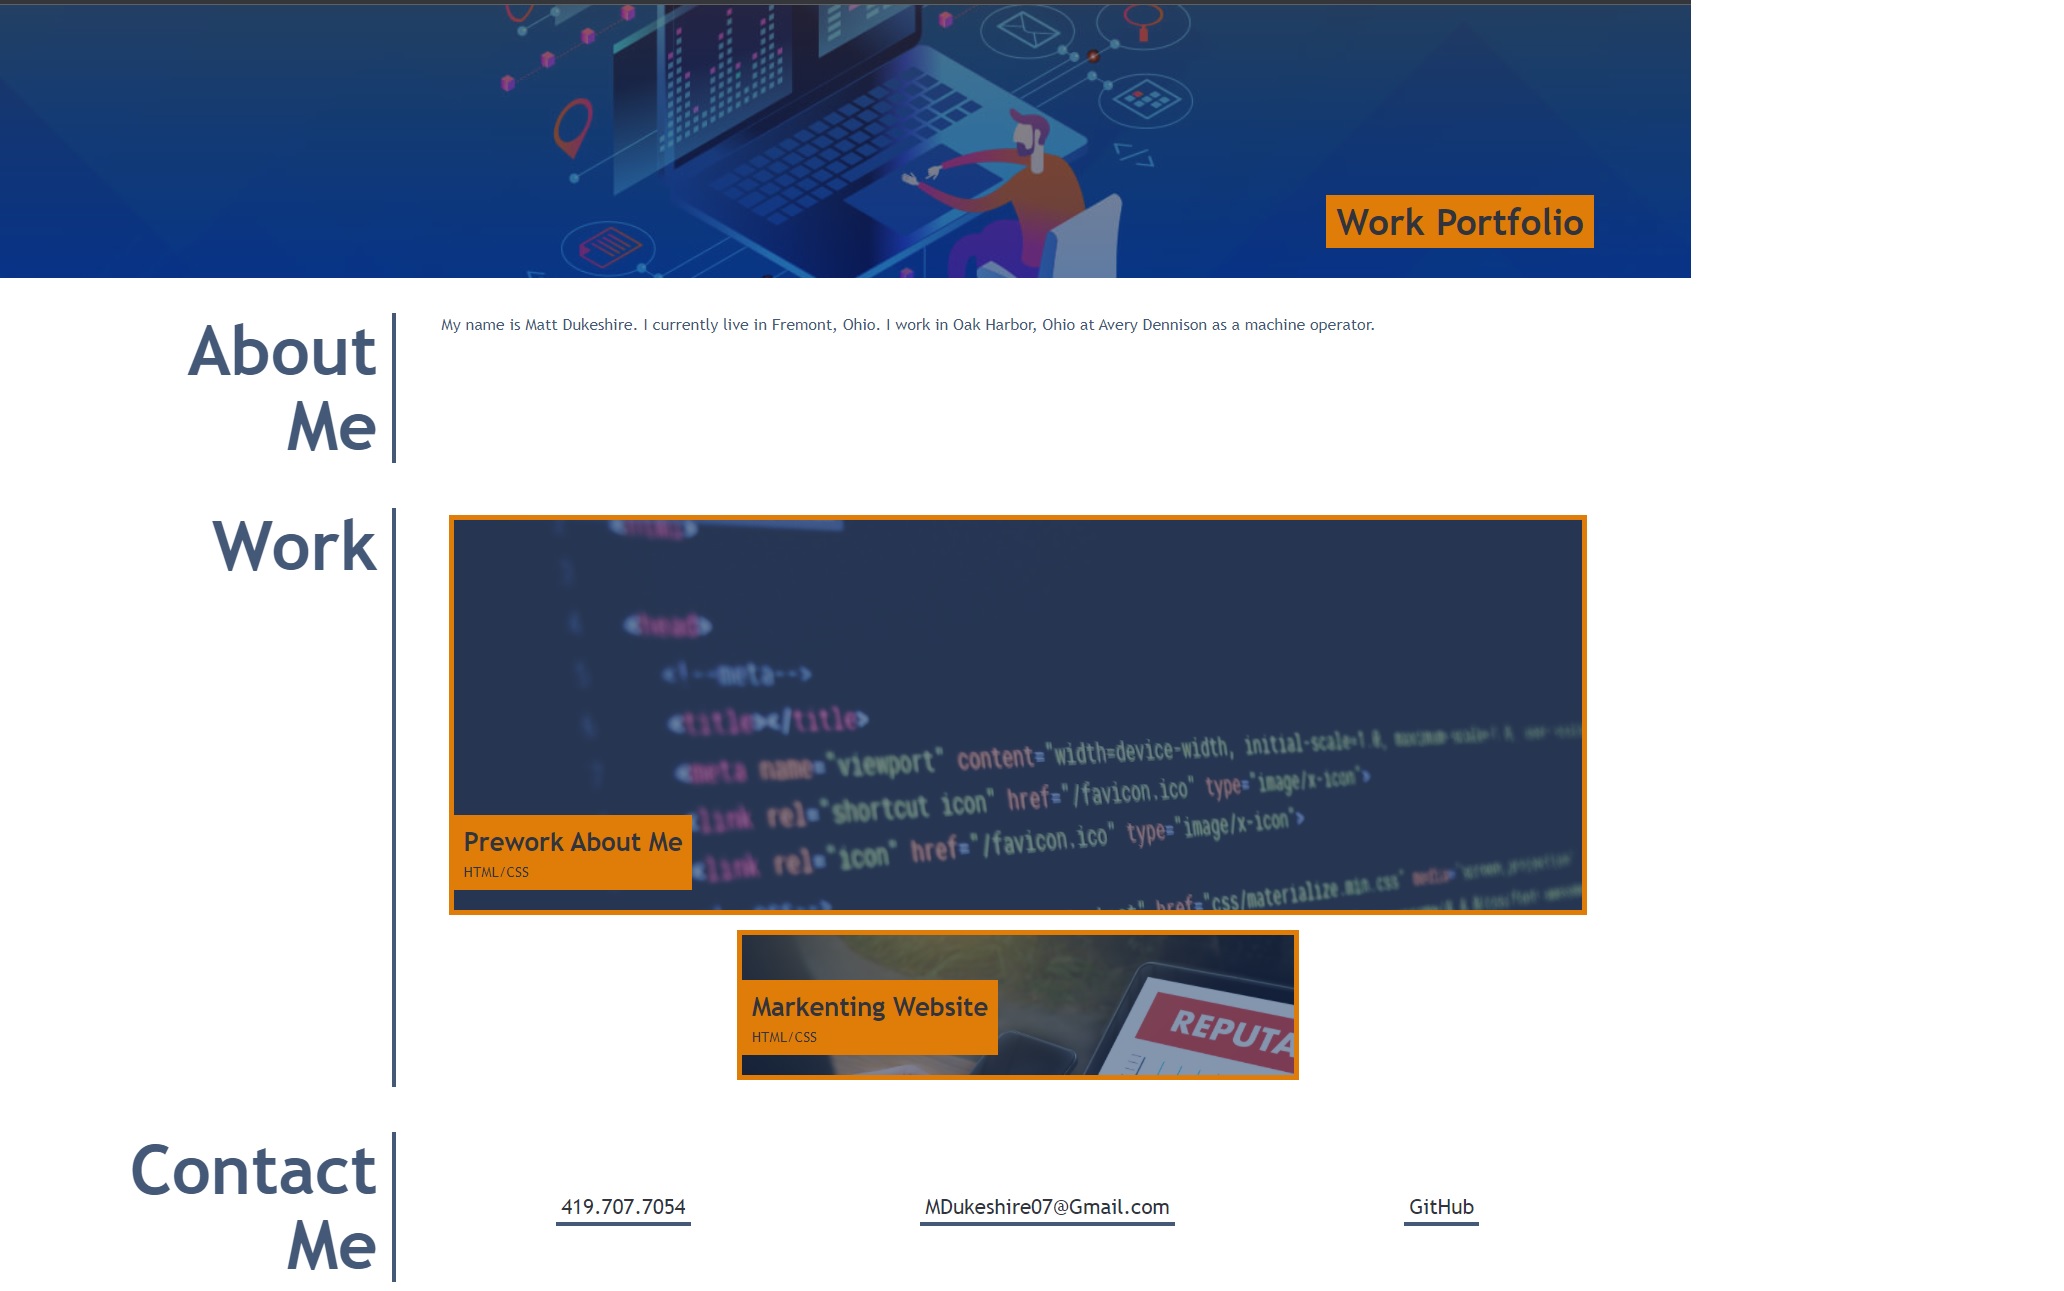 </>
Work Portfolio
About
Me
My name is Matt Dukeshire. I currently live in Fremont, Ohio. I work in Oak Harbor, Ohio at Avery Dennison as a machine operator.
Work
<head>
<!--meta-->
<title></title>
<meta name="viewport" content="width=device-width, initial-scale=1.0,
<link rel="shortcut icon" href="/favicon.ico" type="image/x-icon">
<link rel="icon" href="/favicon.ico" type="image/x-icon">
href="css/materialize.min.css"
Prework About Me
HTML/CSS
Markenting Website
HTML/CSS
REPUTA
Contact
Me
419.707.7054
MDukeshire07@Gmail.com
GitHub